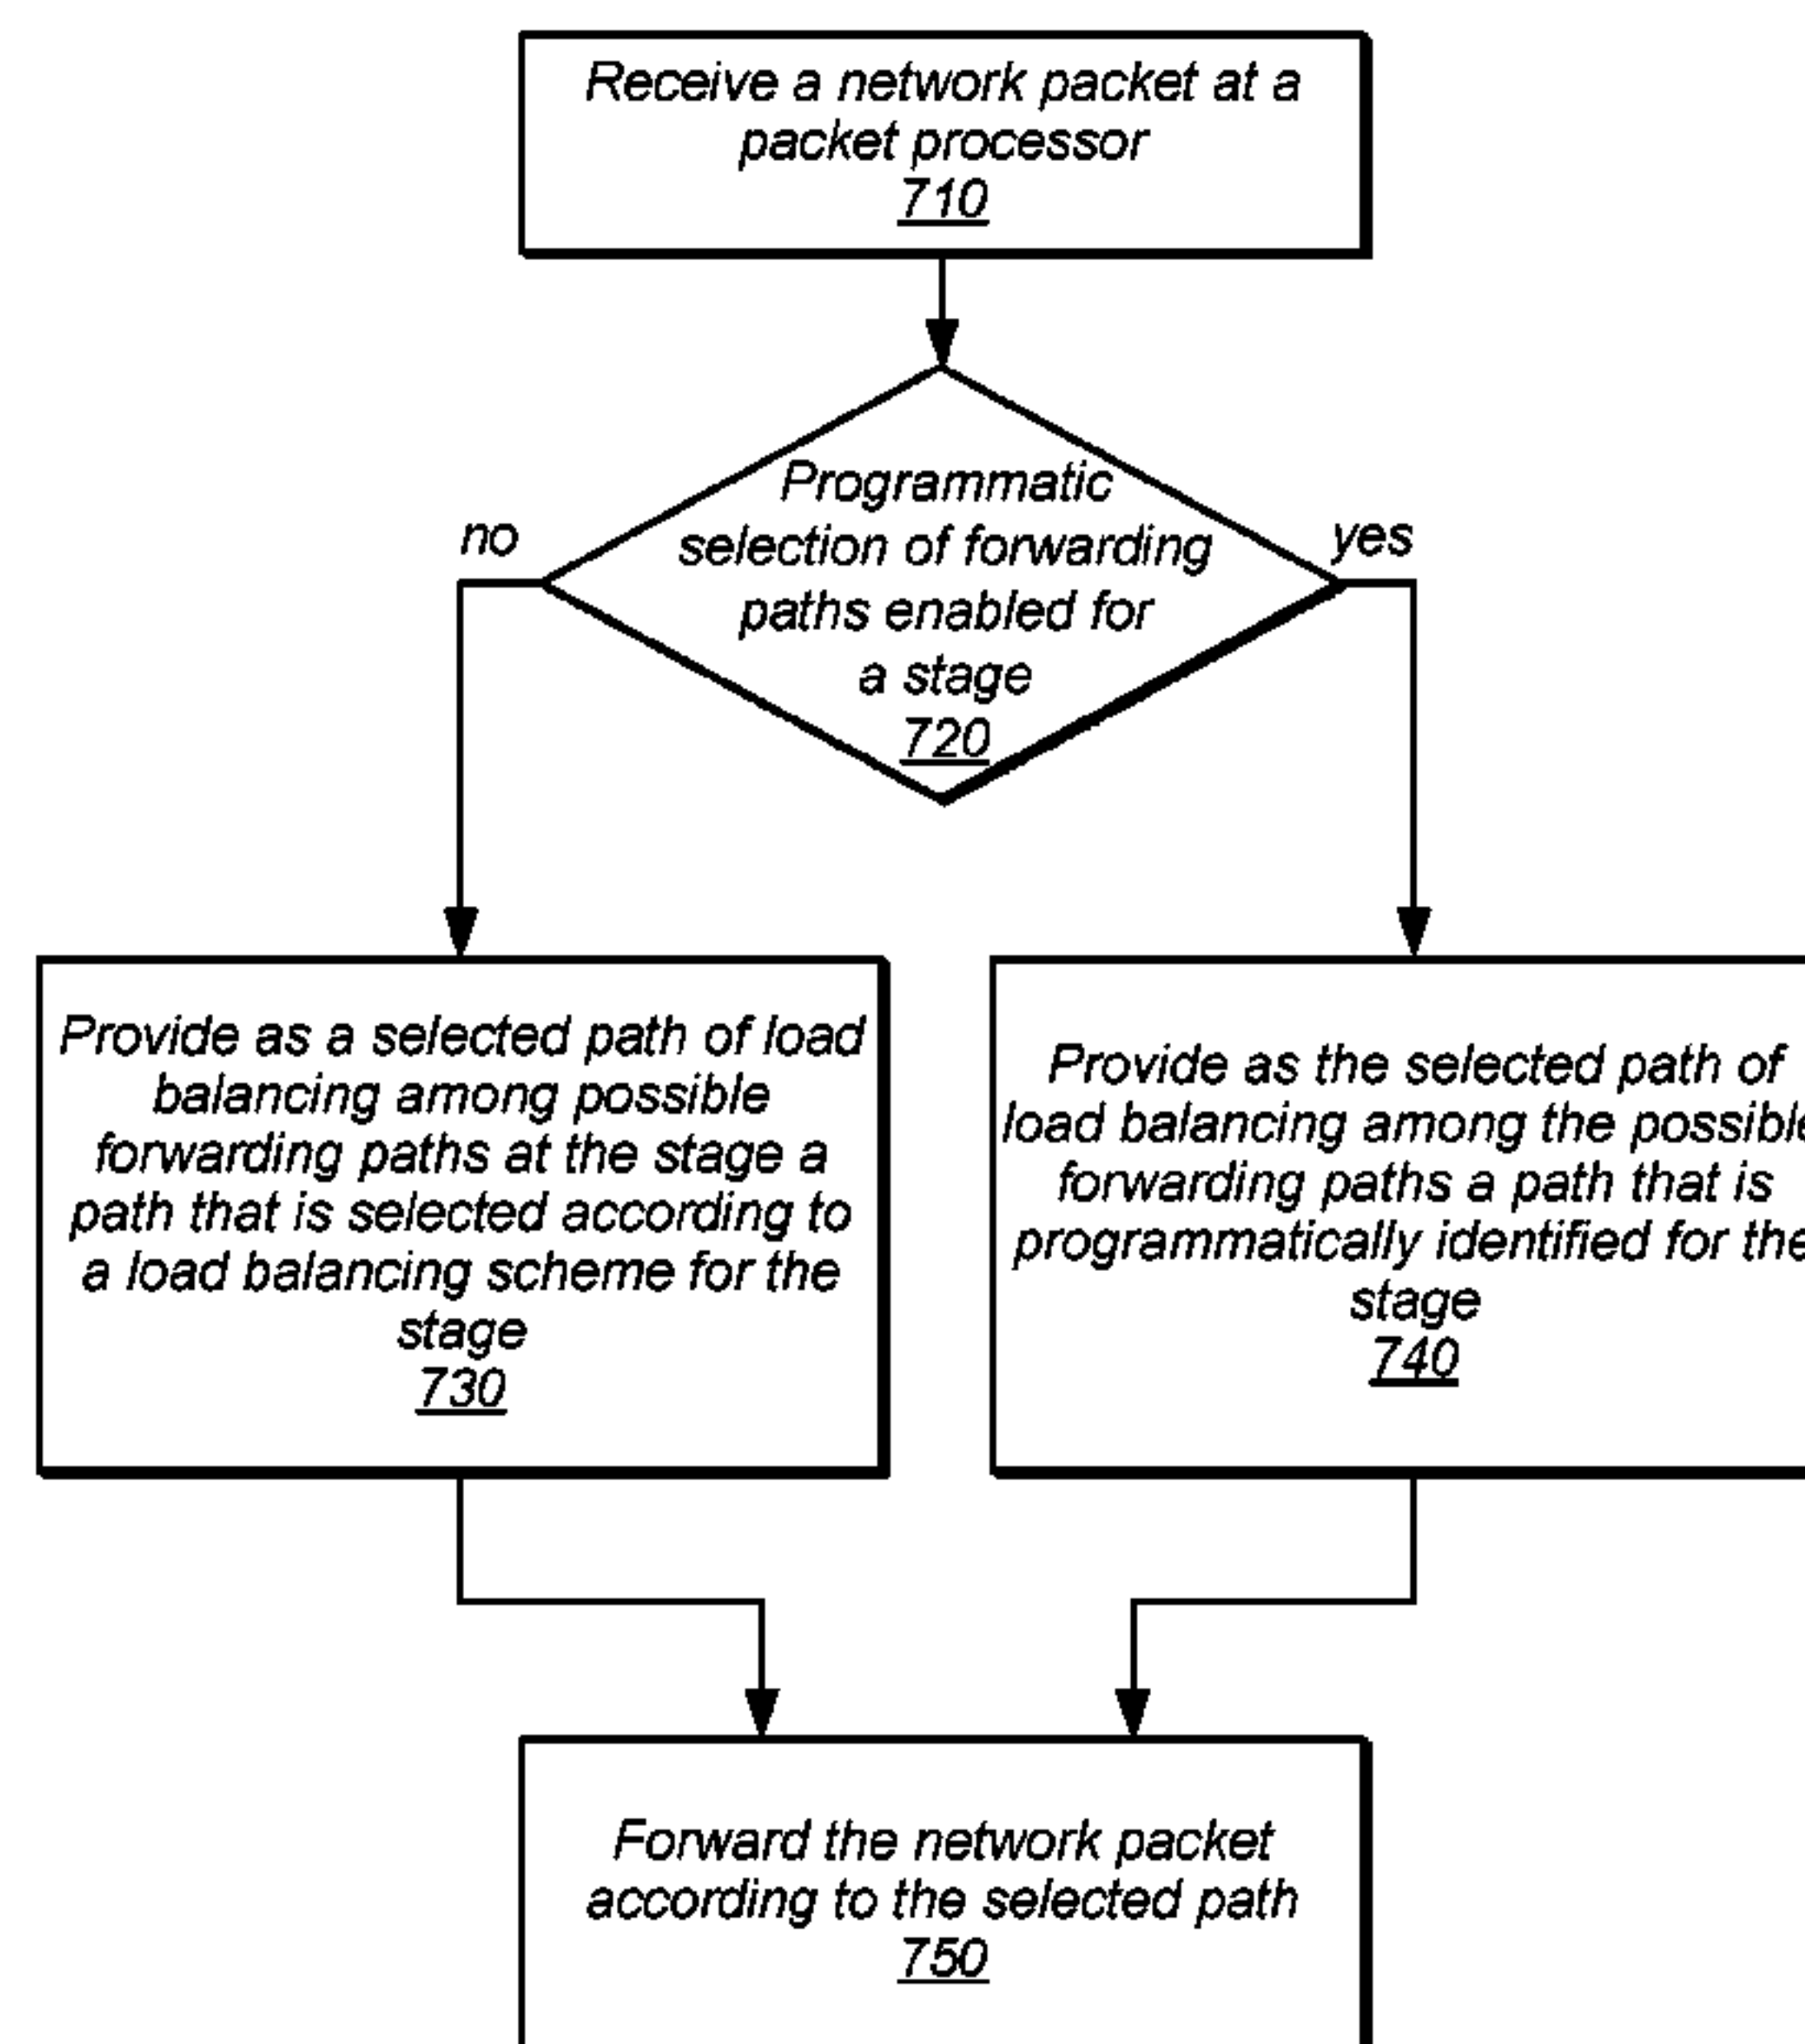 Receive a network packet at a
packet processor
710
Programmatic
selection of forwarding
paths enabled for
a stage
720
no
yes
Provide as a selected path of load
balancing among possible
forwarding paths at the stage a
path that is selected according to
a load balancing scheme for the
stage
730
Provide as the selected path of
load balancing among the possible
forwarding paths a path that is
programmatically identified for the
stage
740
Forward the network packet
according to the selected path
750